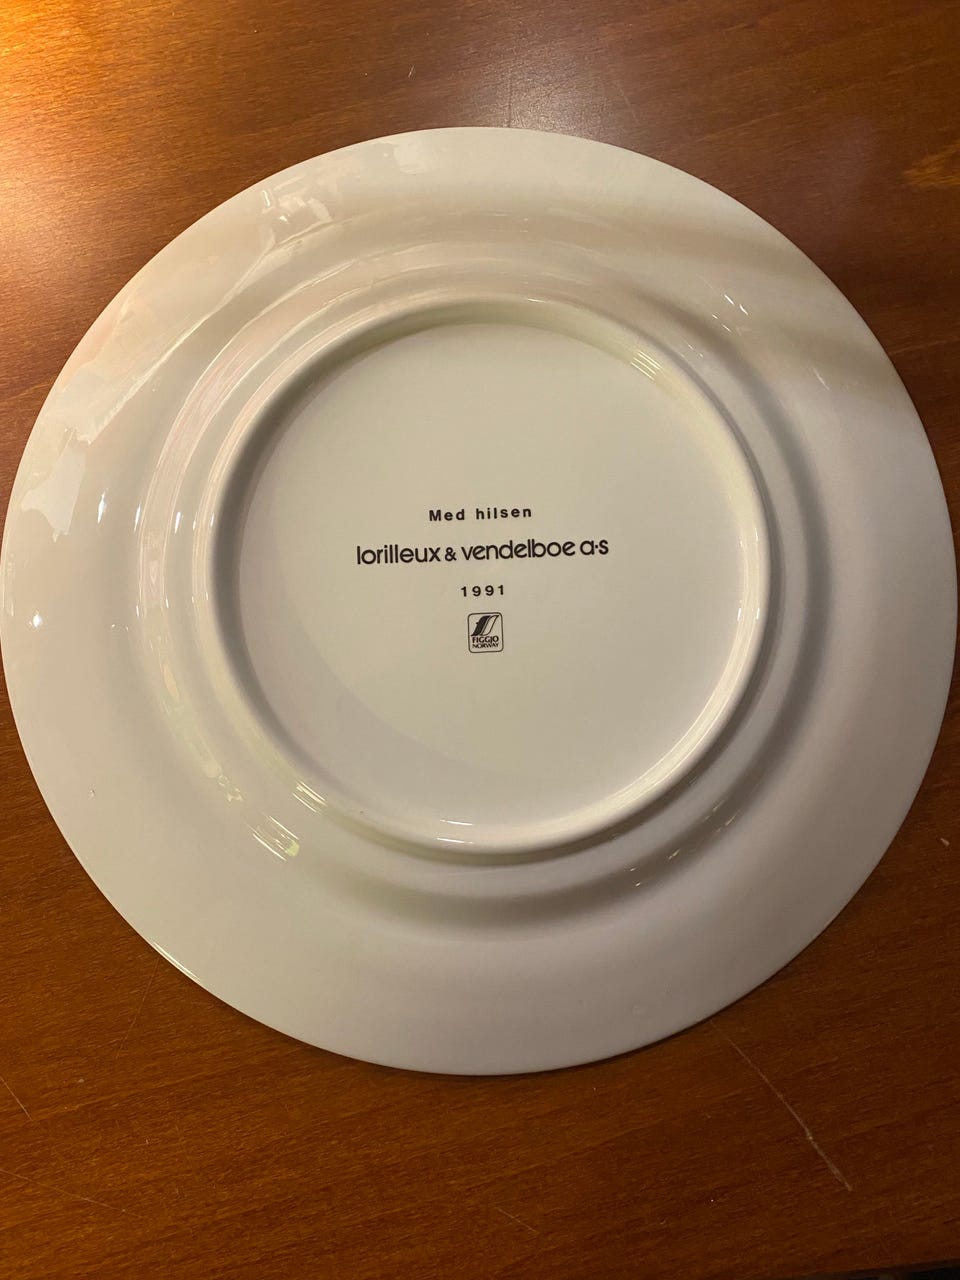 Med hilsen
lorilleux & vendelboe a·s
1991
FIGGJO
NORWAY